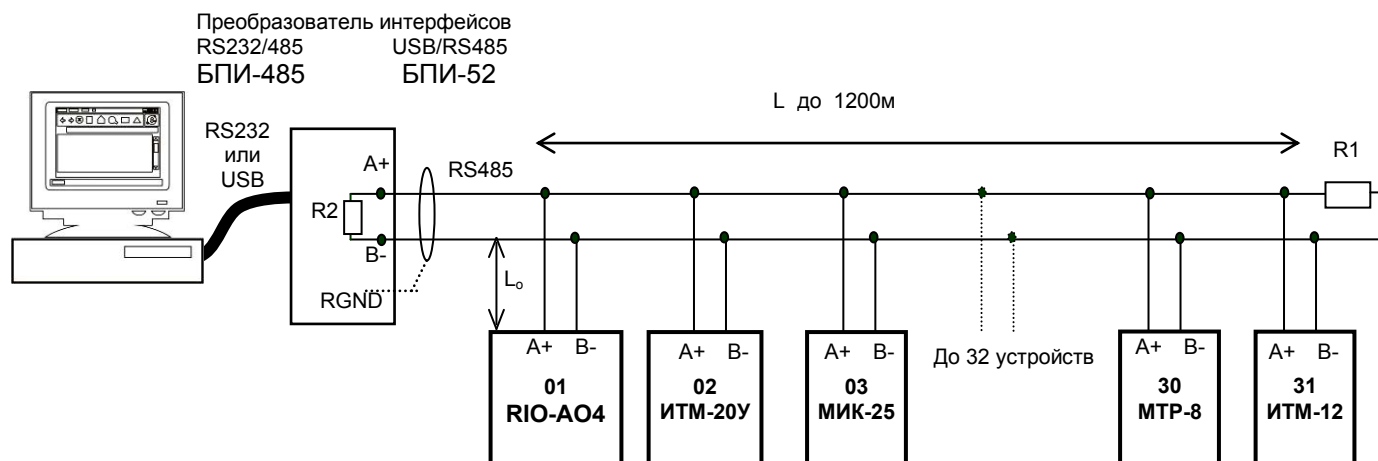 Преобразователь интерфейсов
RS232/485 USB/RS485
БПИ-485 БПИ-52
L до 1200м
RS232
или
USB
A+
RS485
R1
R2
B-
RGND
Lₒ
A+ B-
01
RIO-AO4
A+ B-
02
ИТМ-20У
A+ B-
03
МИК-25
До 32 устройств
A+ B-
30
МТР-8
A+ B-
31
ИТМ-12